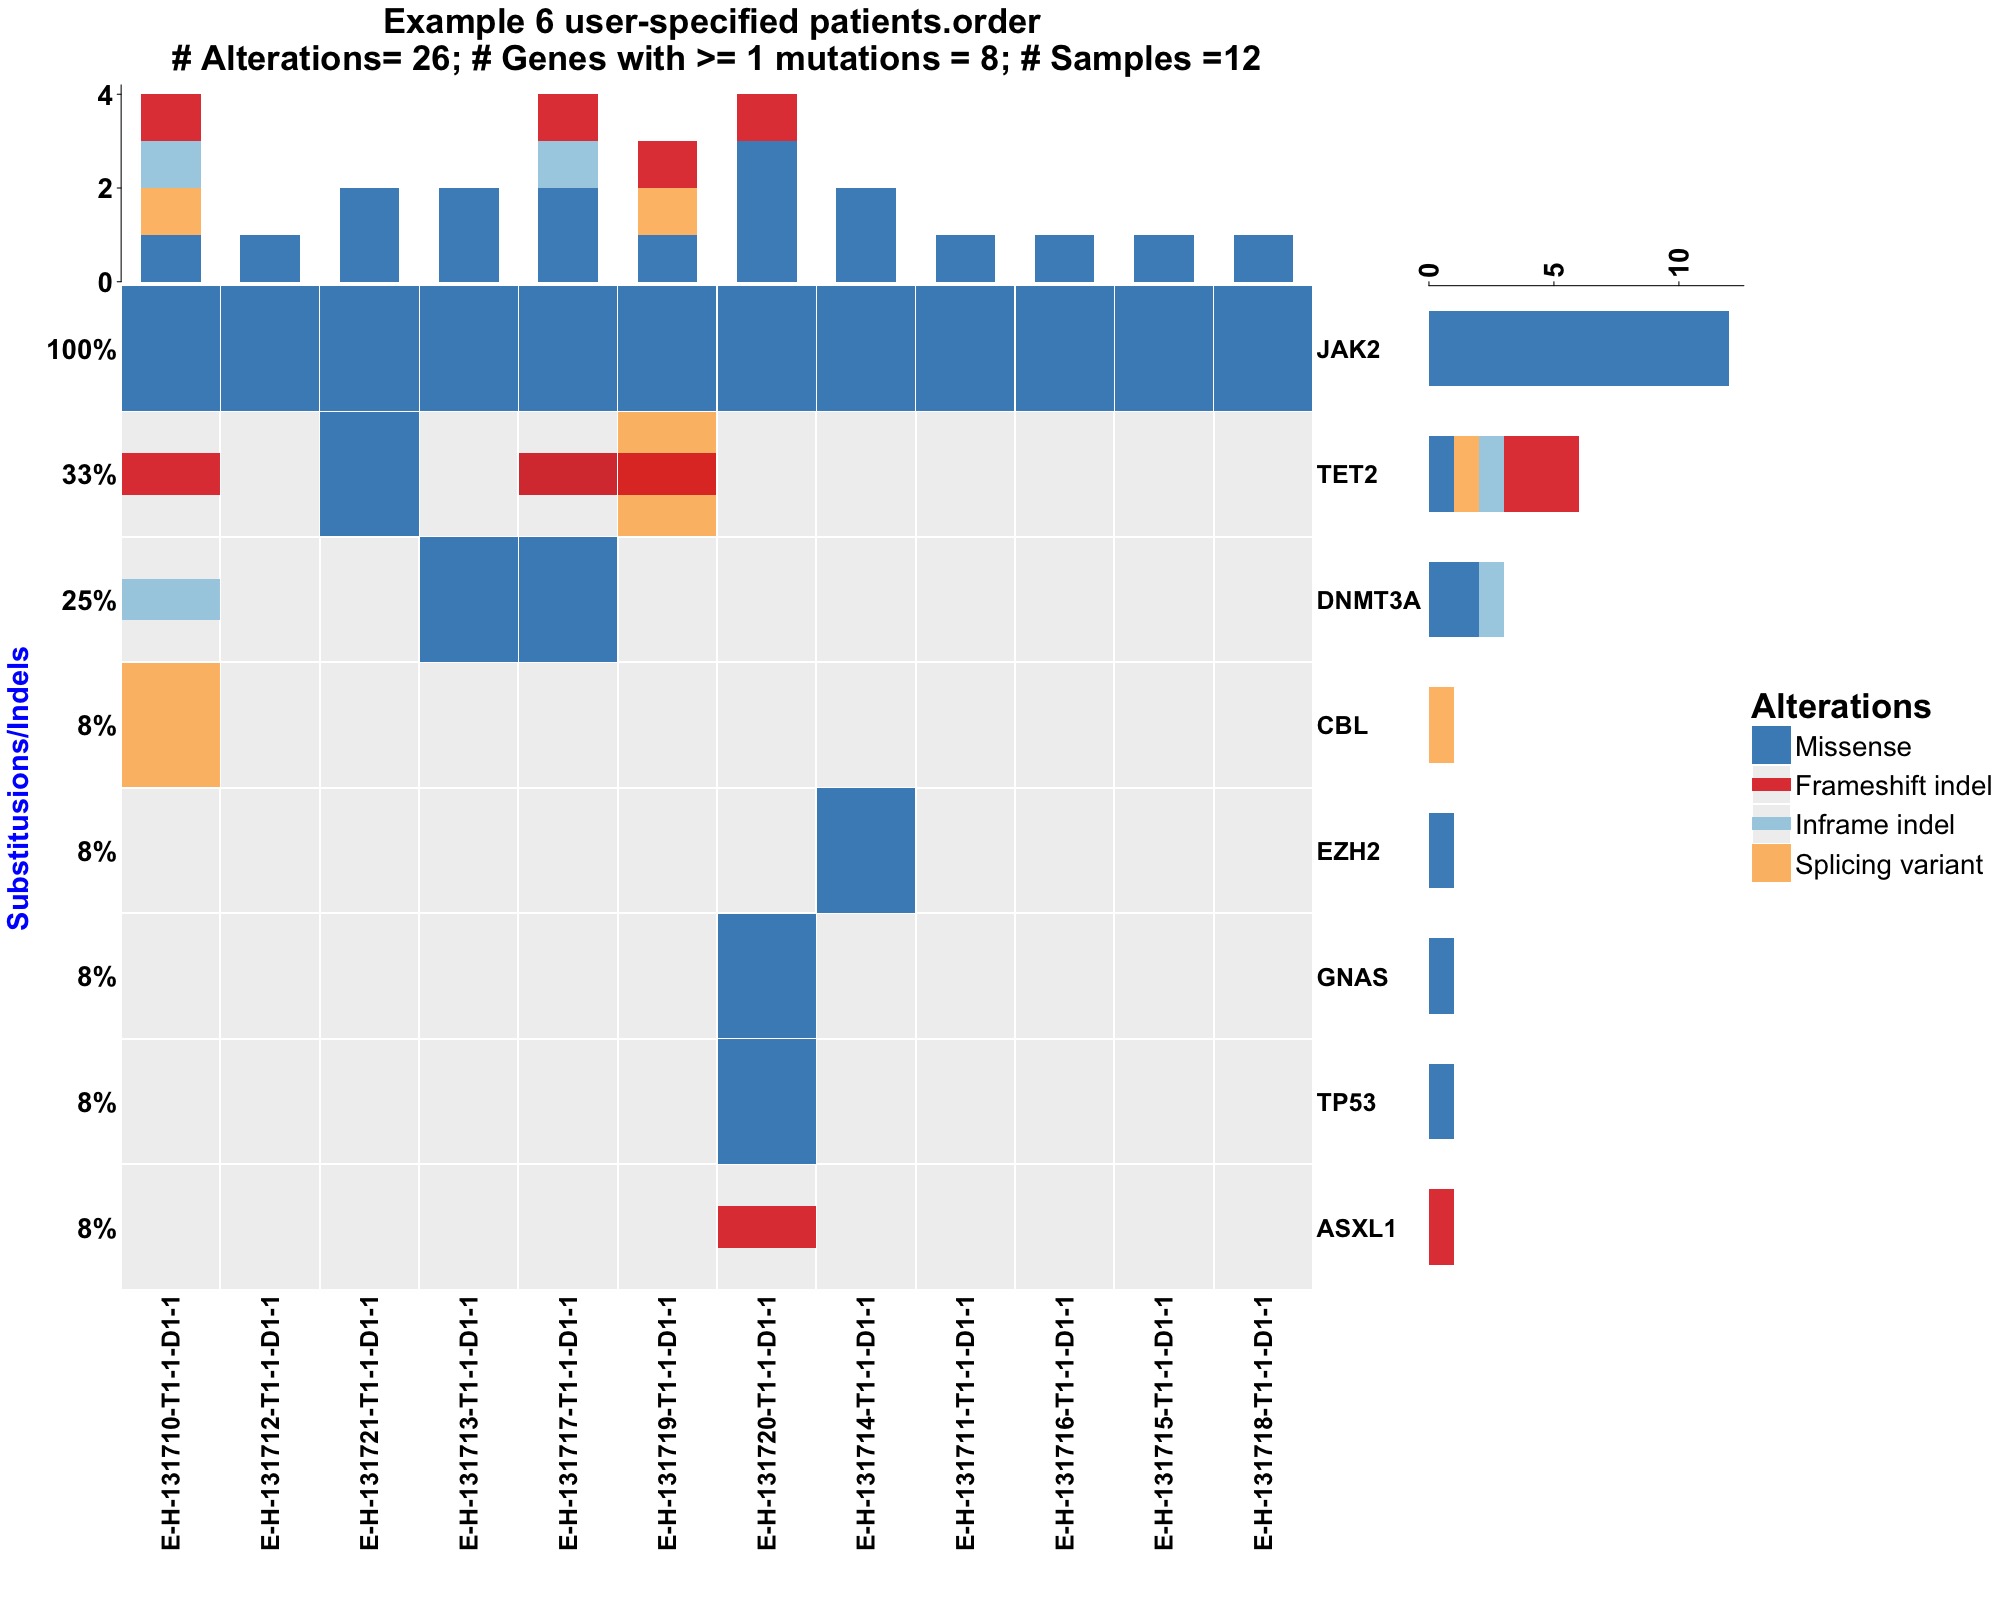 Example 6 user-specified patients.order
# Alterations= 26; # Genes with >= 1 mutations = 8; # Samples =12
4
2
0
0
5
10
100%
JAK2
33%
TET2
25%
DNMT3A
8%
CBL
8%
EZH2
8%
GNAS
8%
TP53
8%
ASXL1
Substitusions/Indels
Alterations
Missense
Frameshift indel
Inframe indel
Splicing variant
E-H-131710-T1-1-D1-1
E-H-131712-T1-1-D1-1
E-H-131721-T1-1-D1-1
E-H-131713-T1-1-D1-1
E-H-131717-T1-1-D1-1
E-H-131719-T1-1-D1-1
E-H-131720-T1-1-D1-1
E-H-131714-T1-1-D1-1
E-H-131711-T1-1-D1-1
E-H-131716-T1-1-D1-1
E-H-131715-T1-1-D1-1
E-H-131718-T1-1-D1-1